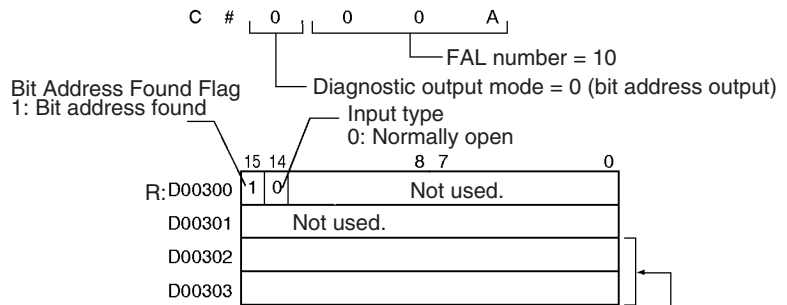 C # 0 0 0 A
FAL number = 10
Diagnostic output mode = 0 (bit address output)
Bit Address Found Flag
1: Bit address found
Input type
0: Normally open
15 14 8 7 0
R: D00300 1 0 Not used.
D00301 Not used.
D00302
D00303